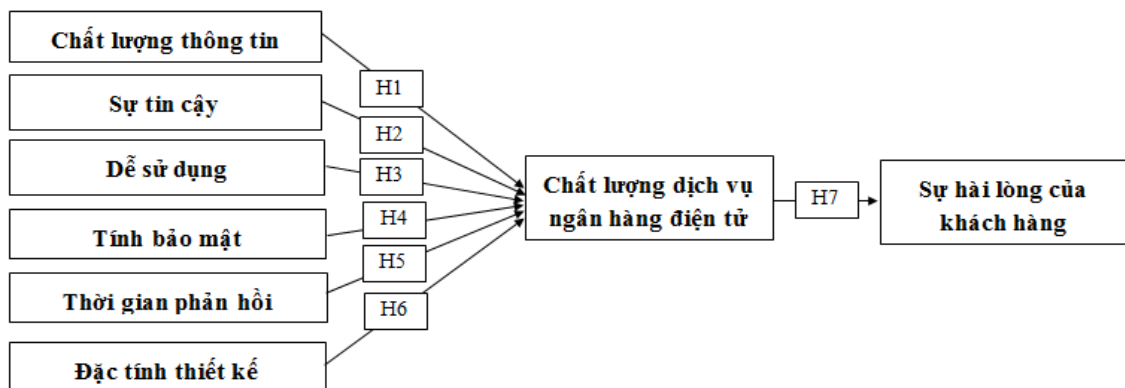 Chất lượng thông tin
H1
Sự tin cậy
H2
Dễ sử dụng
H3
Tính bảo mật
H4
Thời gian phản hồi
H5
Đặc tính thiết kế
H6
Chất lượng dịch vụ
ngân hàng điện tử
H7
Sự hài lòng của
khách hàng